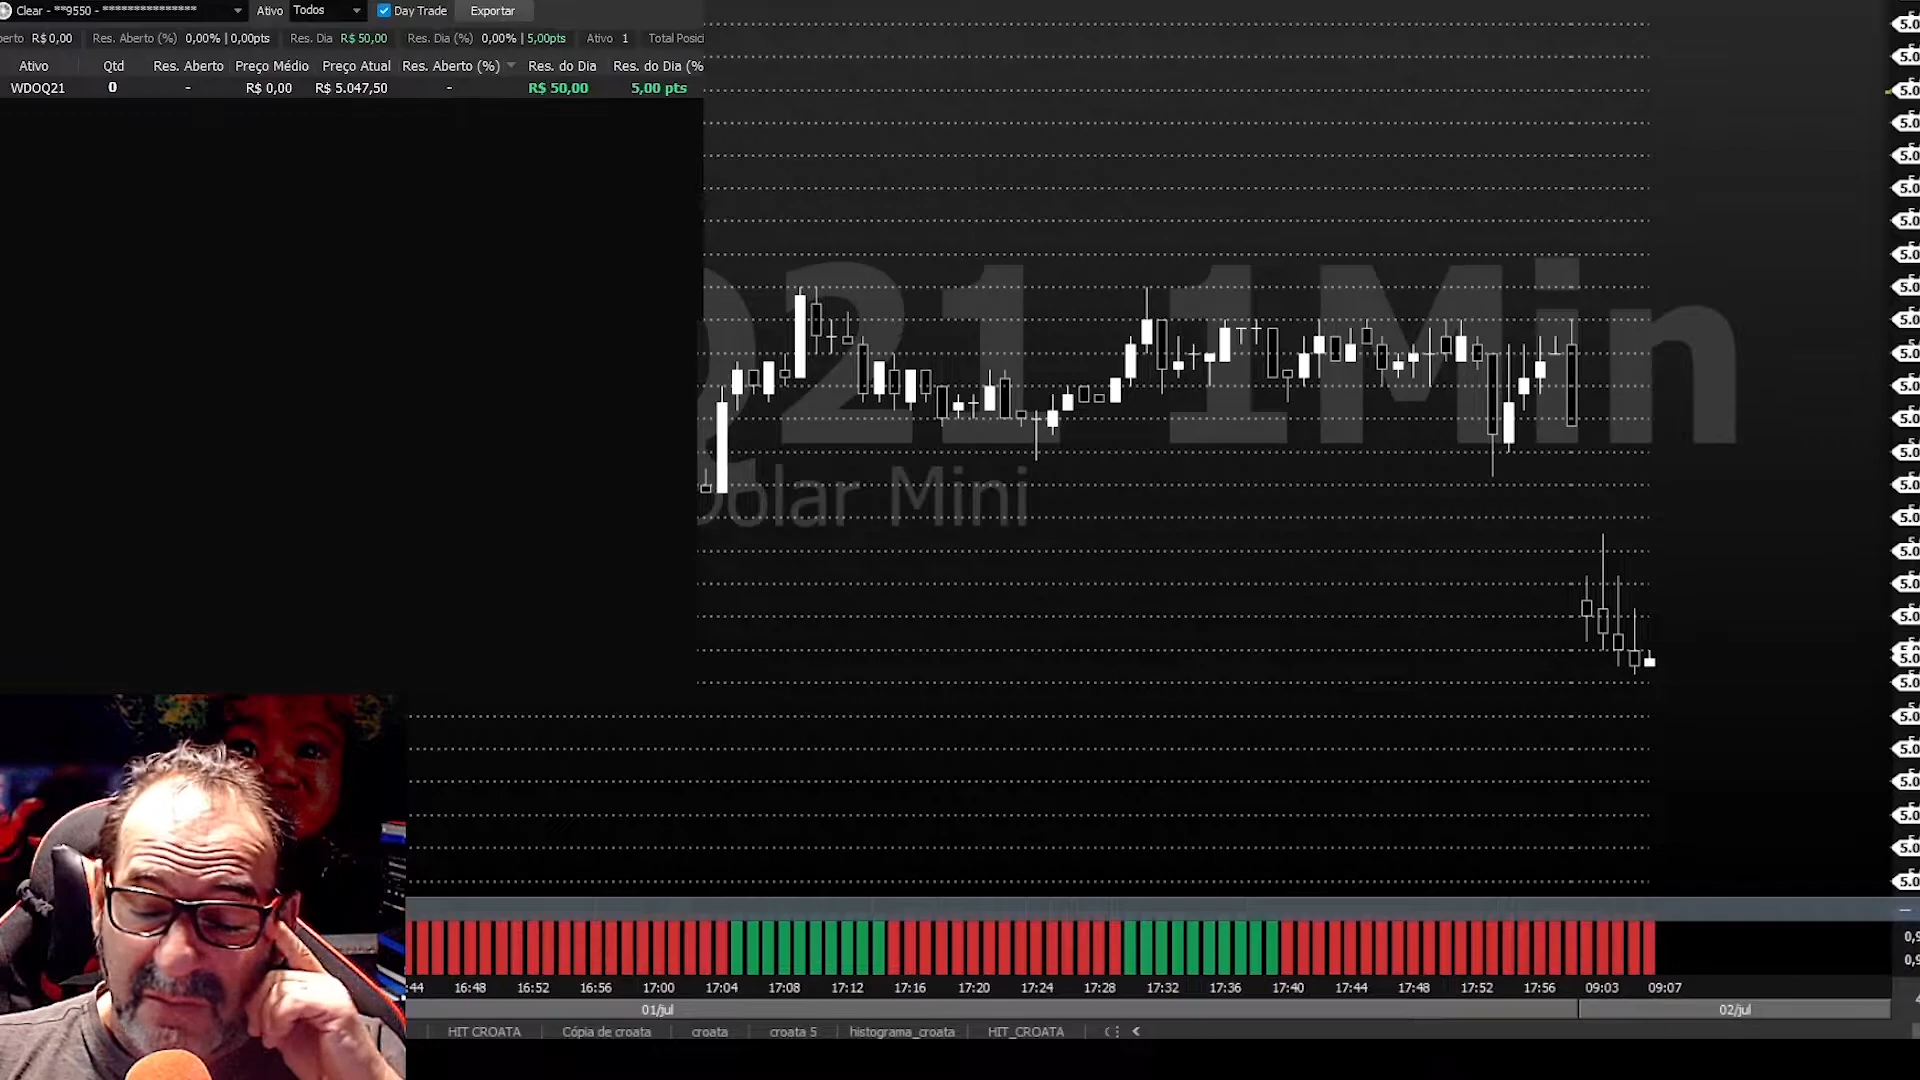 Clear - **9550 - *************** Ativo Todos Day Trade Exportar
erto R$ 0,00 Res. Aberto (%) 0,00% | 0,00pts Res. Dia R$ 50,00 Res. Dia (%) 0,00% | 5,00pts Ativo 1 Total Posici
Ativo Qtd Res. Aberto Preço Médio Preço Atual Res. Aberto (%) Res. do Dia Res. do Dia (%
WDOQ21 0 - R$ 0,00 R$ 5.047,50 - R$ 50,00 5,00 pts
Q21 1Min
Dolar Mini
:44 16:48 16:52 16:56 17:00 17:04 17:08 17:12 17:16 17:20 17:24 17:28 17:32 17:36 17:40 17:44 17:48 17:52 17:56 09:03 09:07
01/jul 02/jul
HIT CROATA Cópia de croata croata croata 5 histograma_croata HIT_CROATA